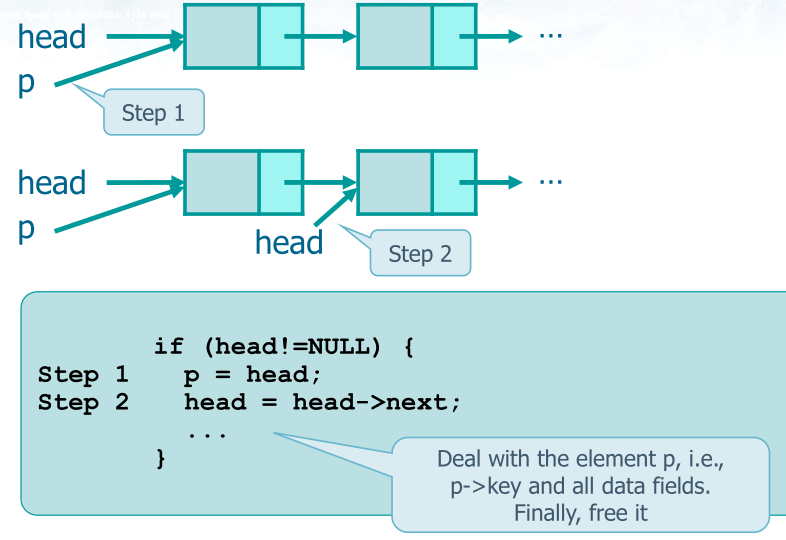 head
...
p
Step 1
head
...
p
head
Step 2
if (head!=NULL) {
Step 1 p = head;
Step 2 head = head->next;
...
}
Deal with the element p, i.e.,
p->key and all data fields.
Finally, free it